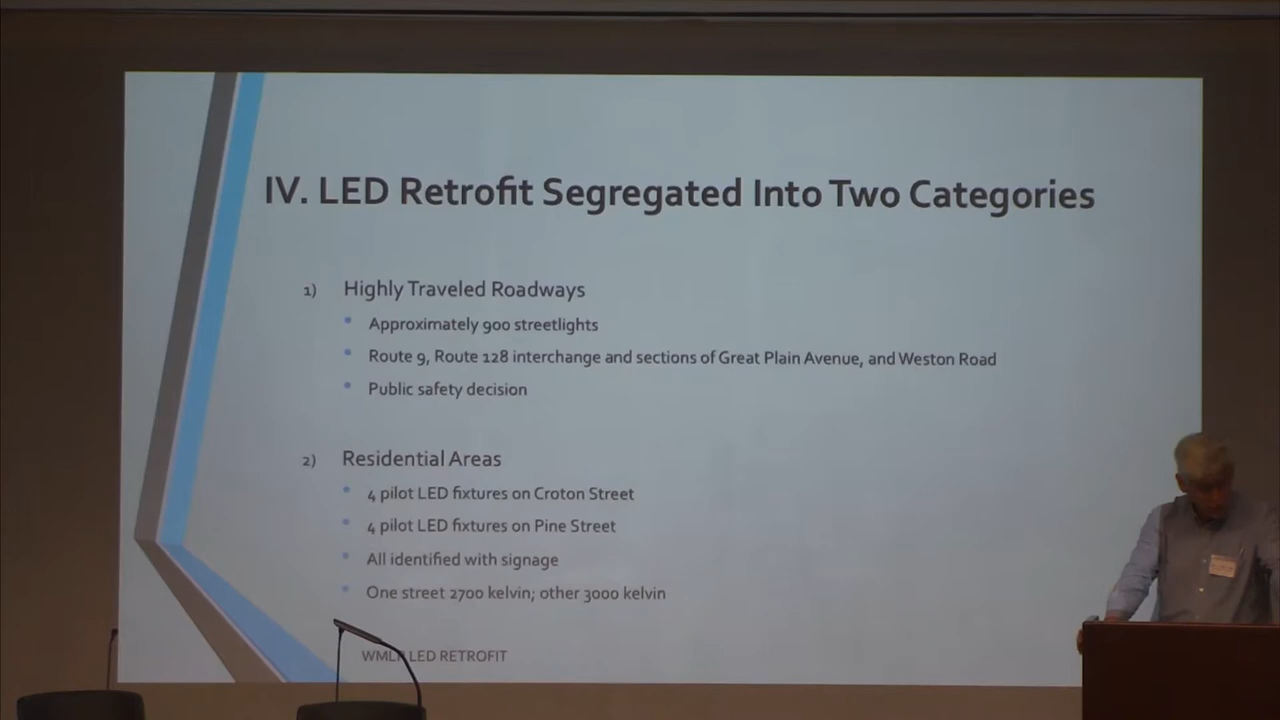 IV. LED Retrofit Segregated Into Two Categories
1) Highly Traveled Roadways
Approximately 900 streetlights
Route 9, Route 128 interchange and sections of Great Plain Avenue, and Weston Road
Public safety decision
2) Residential Areas
4 pilot LED fixtures on Croton Street
4 pilot LED fixtures on Pine Street
All identified with signage
One street 2700 kelvin; other 3000 kelvin
LED RETROFIT